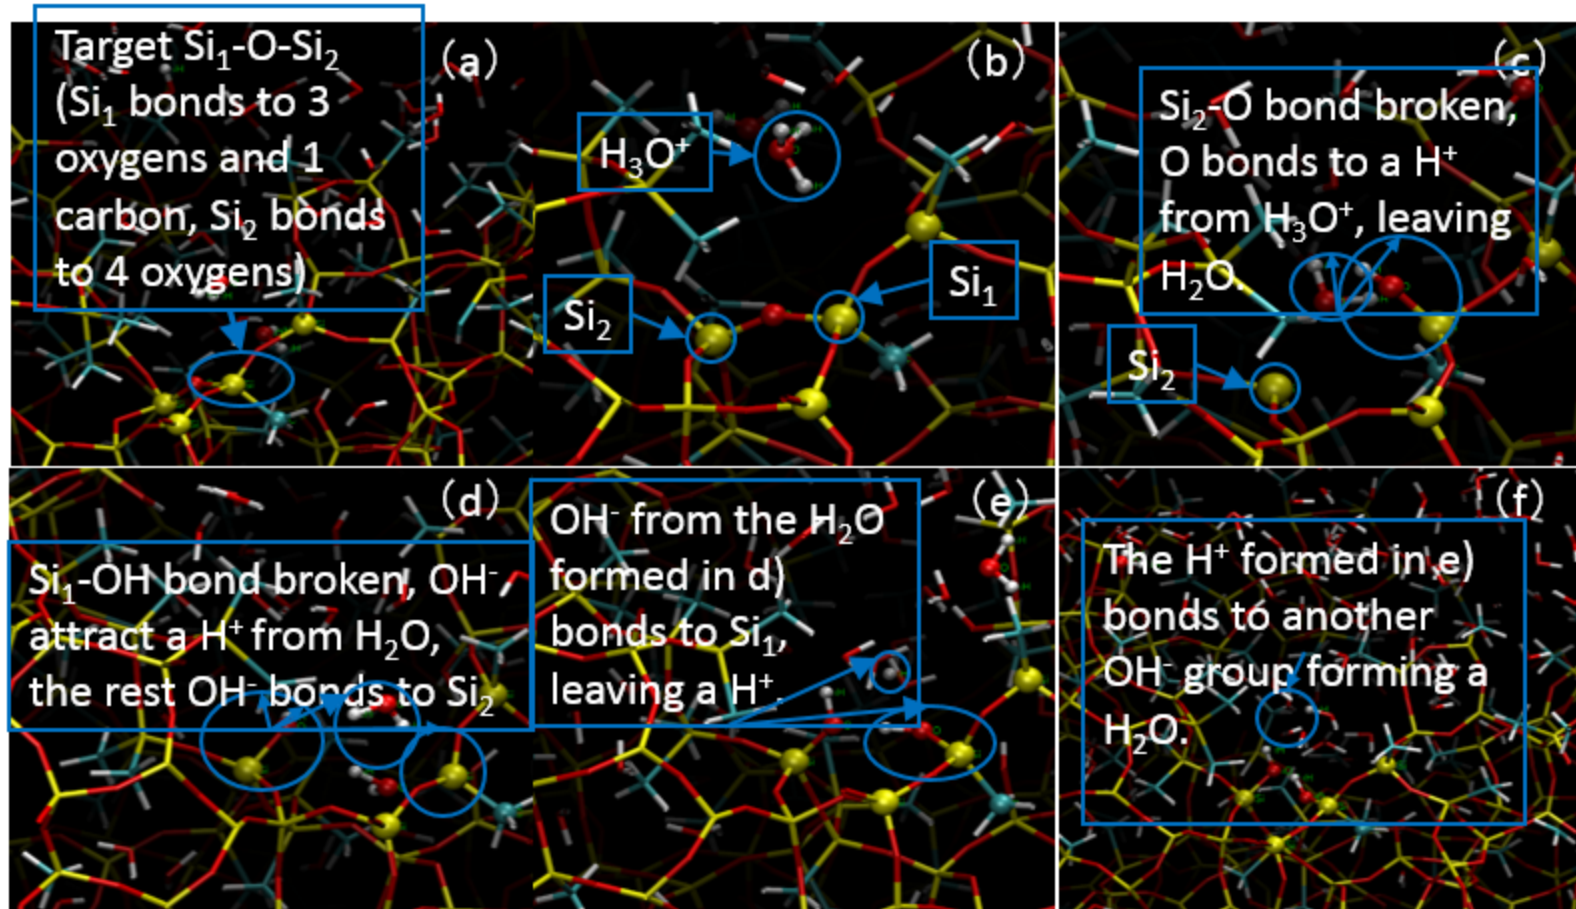 Target Si₁-O-Si₂
(Si₁ bonds to 3
oxygens and 1
carbon, Si₂ bonds
to 4 oxygens)
(a)
(b)
H₃O⁺
Si₂
Si₁
(c)
Si₂-O bond broken,
O bonds to a H⁺
from H₃O⁺, leaving
H₂O.
Si₂
(d)
Si₁-OH bond broken, OH⁻
attract a H⁺ from H₂O,
the rest OH⁻ bonds to Si₂
(e)
OH⁻ from the H₂O
formed in d)
bonds to Si₁,
leaving a H⁺.
(f)
The H⁺ formed in e)
bonds to another
OH⁻ group forming a
H₂O.